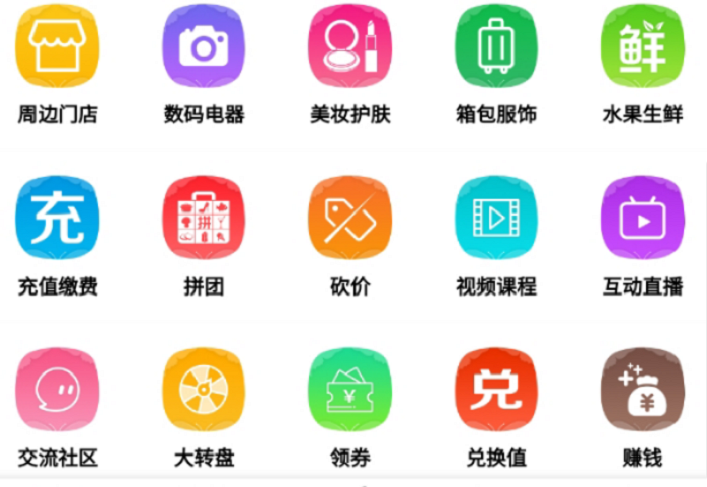 鲜
周边门店 数码电器 美妆护肤 箱包服饰 水果生鲜
充 拼
充值缴费 拼团 砍价 视频课程 互动直播
¥ 兑 ¥
交流社区 大转盘 领券 兑换值 赚钱